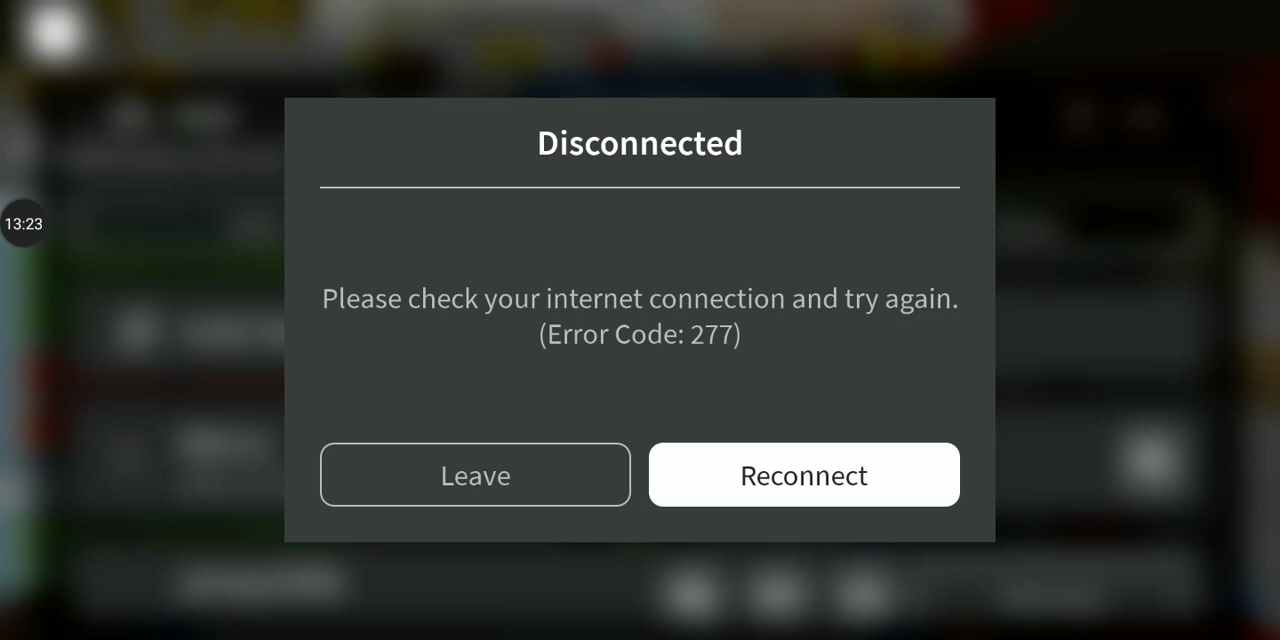 Disconnected
13:23
Please check your internet connection and try again.
(Error Code: 277)
Leave
Reconnect